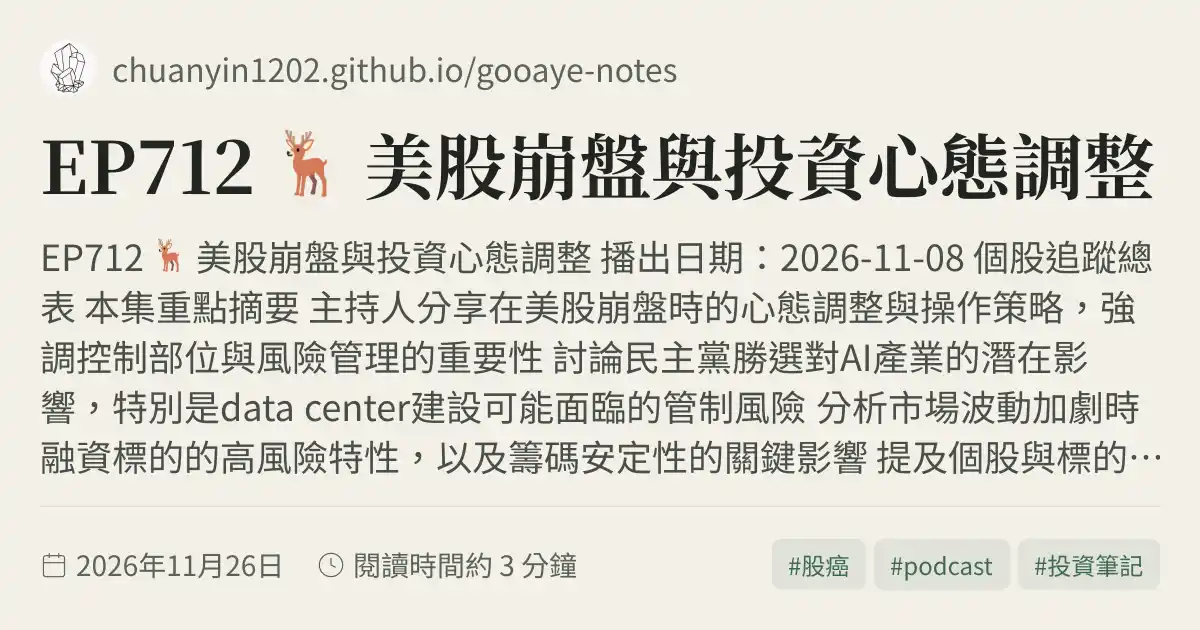 chuanyin1202.github.io/gooaye-notes
EP712 🦌 美股崩盤與投資心態調整
EP712 🦌 美股崩盤與投資心態調整 播出日期：2026-11-08 個股追蹤總
表 本集重點摘要 主持人分享在美股崩盤時的心態調整與操作策略，強
調控制部位與風險管理的重要性 討論民主黨勝選對AI產業的潛在影
響，特別是data center建設可能面臨的管制風險 分析市場波動加劇時
融資標的的高風險特性，以及籌碼安定性的關鍵影響 提及個股與標的…
2026年11月26日 閱讀時間約 3 分鐘 #股癌 #podcast #投資筆記